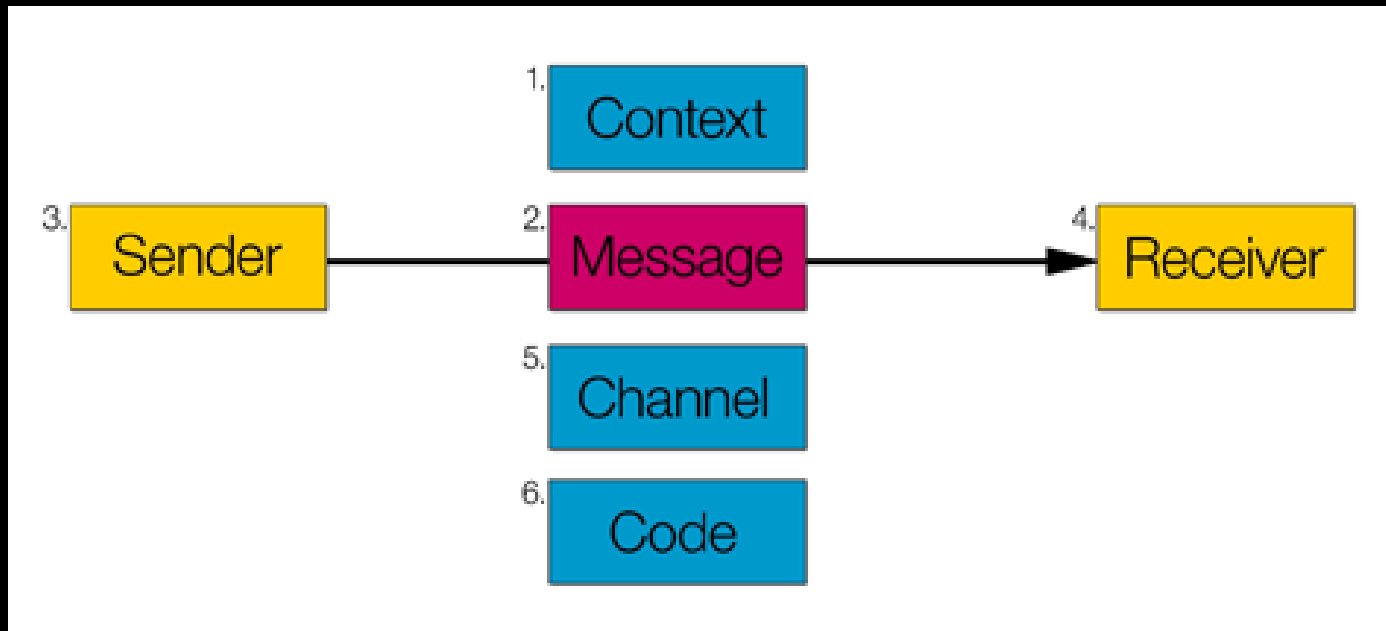 1. Context
3. Sender
2. Message
4. Receiver
5. Channel
6. Code